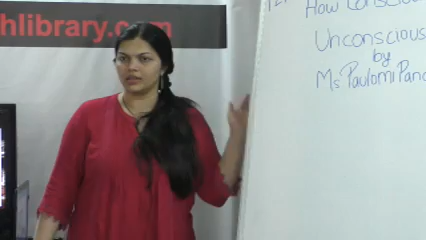 hlibrary.com
How Conscious
Unconscious
by
Ms Paulomi Pand